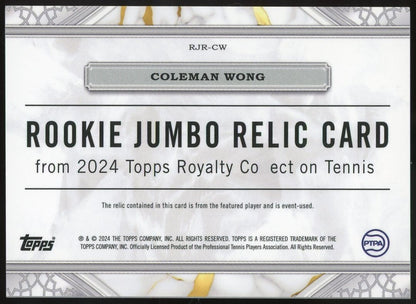 RJR-CW
COLEMAN WONG
ROOKIE JUMBO RELIC CARD
from 2024 Topps Royalty Co ect on Tennis
The relic contained in this card is from the featured player and is event-used.
Topps
® & © 2024 THE TOPPS COMPANY, INC. ALL RIGHTS RESERVED. TOPPS IS A REGISTERED TRADEMARK OF THE
TOPPS COMPANY, INC. Officially Licensed Product of the Professional Tennis Players Association. All Rights Reserved.
PTPA